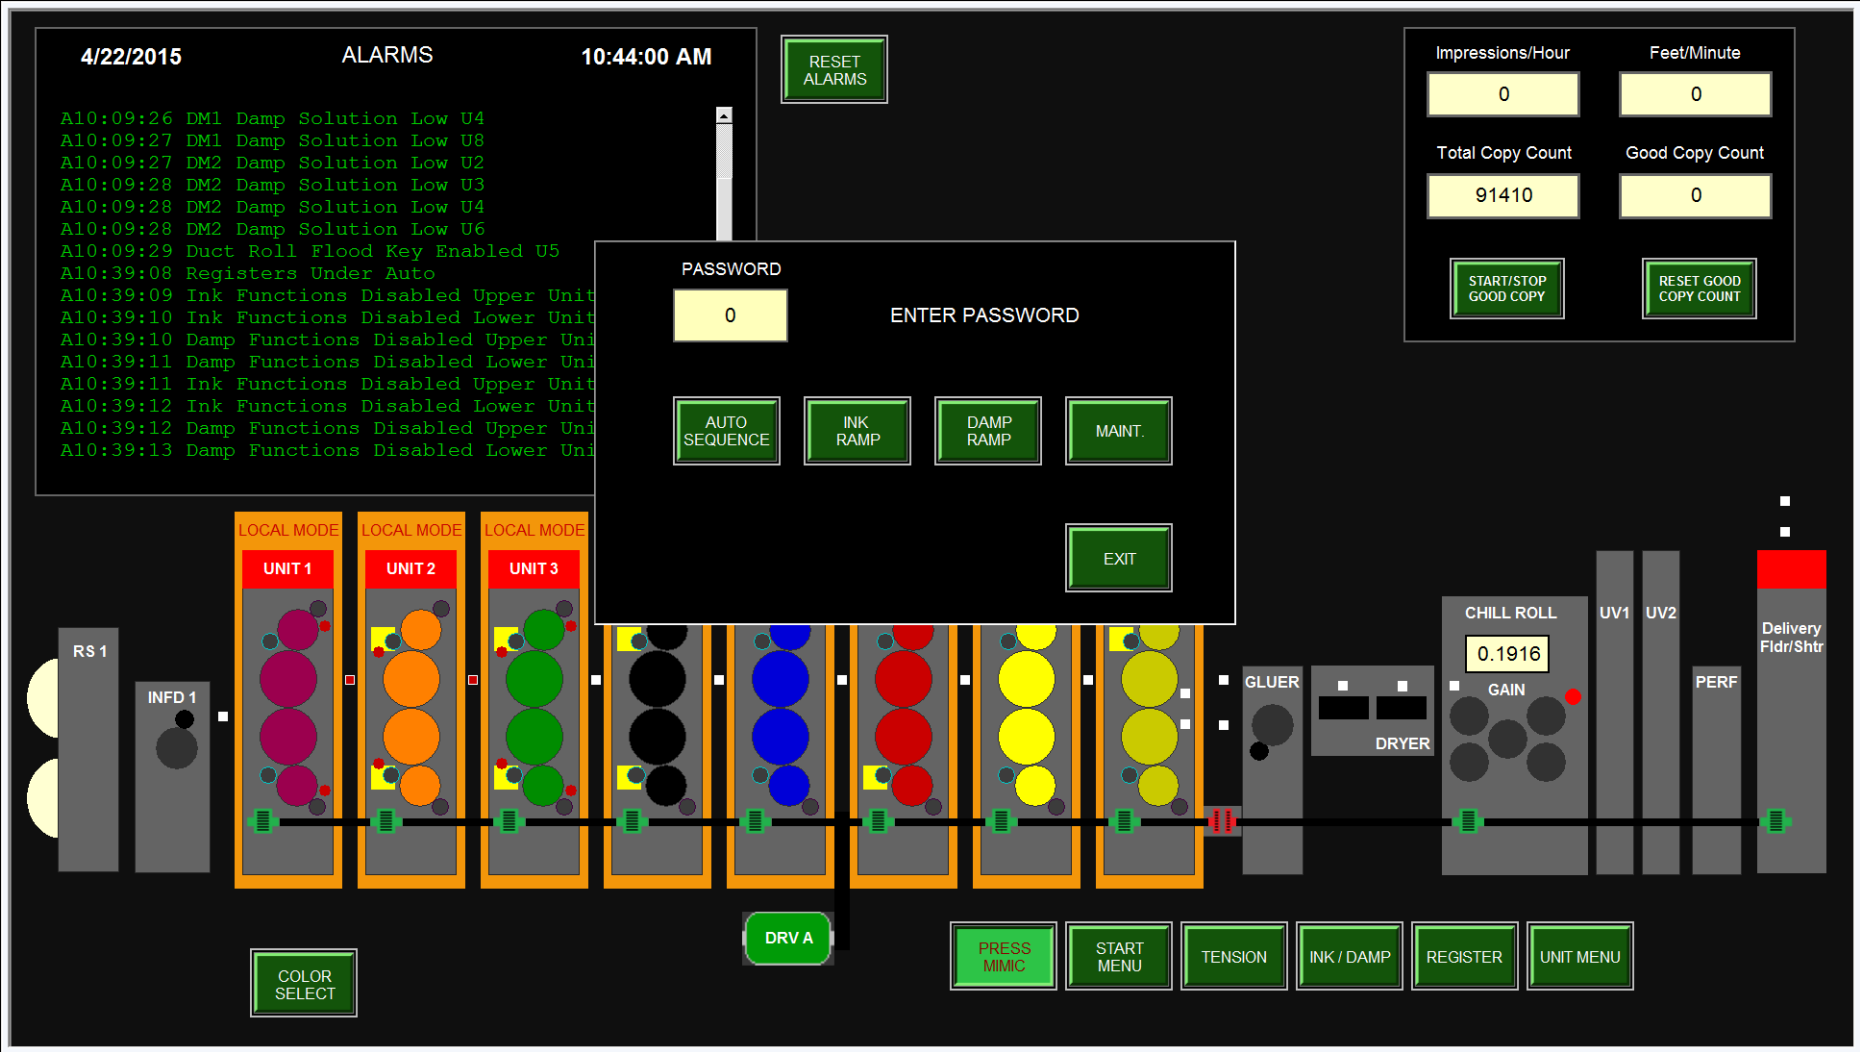 4/22/2015 ALARMS 10:44:00 AM
A10:09:26 DM1 Damp Solution Low U4
A10:09:27 DM1 Damp Solution Low U8
A10:09:27 DM2 Damp Solution Low U2
A10:09:28 DM2 Damp Solution Low U3
A10:09:28 DM2 Damp Solution Low U4
A10:09:28 DM2 Damp Solution Low U6
A10:09:29 Duct Roll Flood Key Enabled U5
A10:39:08 Registers Under Auto
A10:39:09 Ink Functions Disabled Upper Unit
A10:39:10 Ink Functions Disabled Lower Unit
A10:39:10 Damp Functions Disabled Upper Uni
A10:39:11 Damp Functions Disabled Lower Uni
A10:39:11 Ink Functions Disabled Upper Unit
A10:39:12 Ink Functions Disabled Lower Unit
A10:39:12 Damp Functions Disabled Upper Uni
A10:39:13 Damp Functions Disabled Lower Uni
RESET
ALARMS
Impressions/Hour Feet/Minute
0 0
Total Copy Count Good Copy Count
91410 0
START/STOP
GOOD COPY
RESET GOOD
COPY COUNT
PASSWORD
0
ENTER PASSWORD
AUTO
SEQUENCE
INK
RAMP
DAMP
RAMP
MAINT.
EXIT
LOCAL MODE LOCAL MODE LOCAL MODE
UNIT 1 UNIT 2 UNIT 3
RS 1
INFD 1
GLUER
DRYER
CHILL ROLL
0.1916
GAIN
UV1 UV2
PERF
Delivery
Fldr/Shtr
DRV A
COLOR
SELECT
PRESS
MIMIC
START
MENU
TENSION
INK / DAMP
REGISTER
UNIT MENU